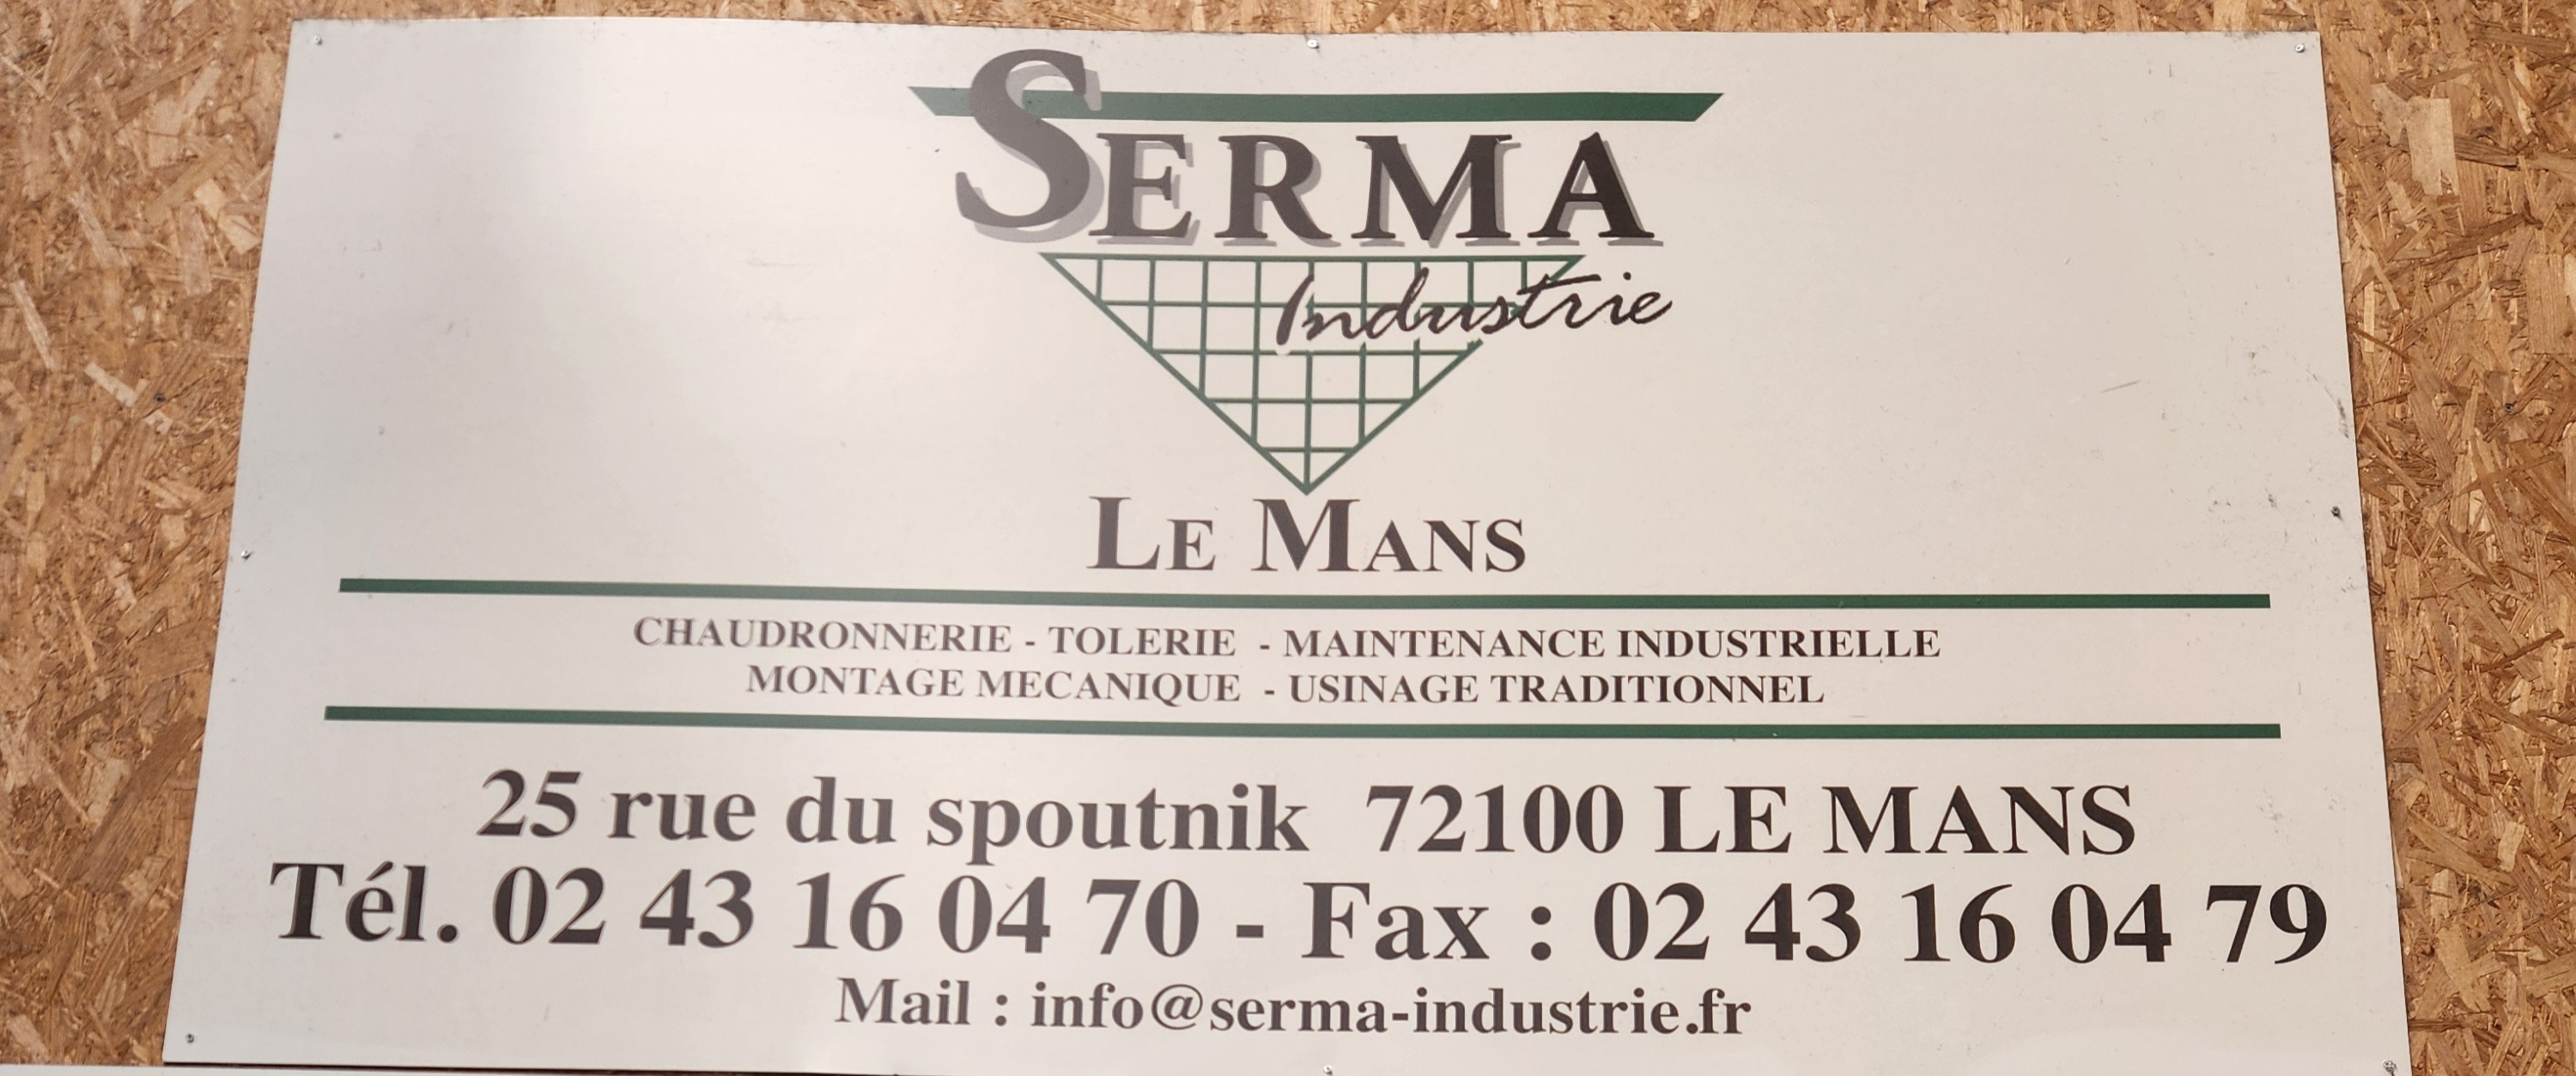 SERMA
Industrie
LE MANS
CHAUDRONNERIE - TOLERIE - MAINTENANCE INDUSTRIELLE
MONTAGE MECANIQUE - USINAGE TRADITIONNEL
25 rue du spoutnik 72100 LE MANS
Tél. 02 43 16 04 70 - Fax : 02 43 16 04 79
Mail : info@serma-industrie.fr